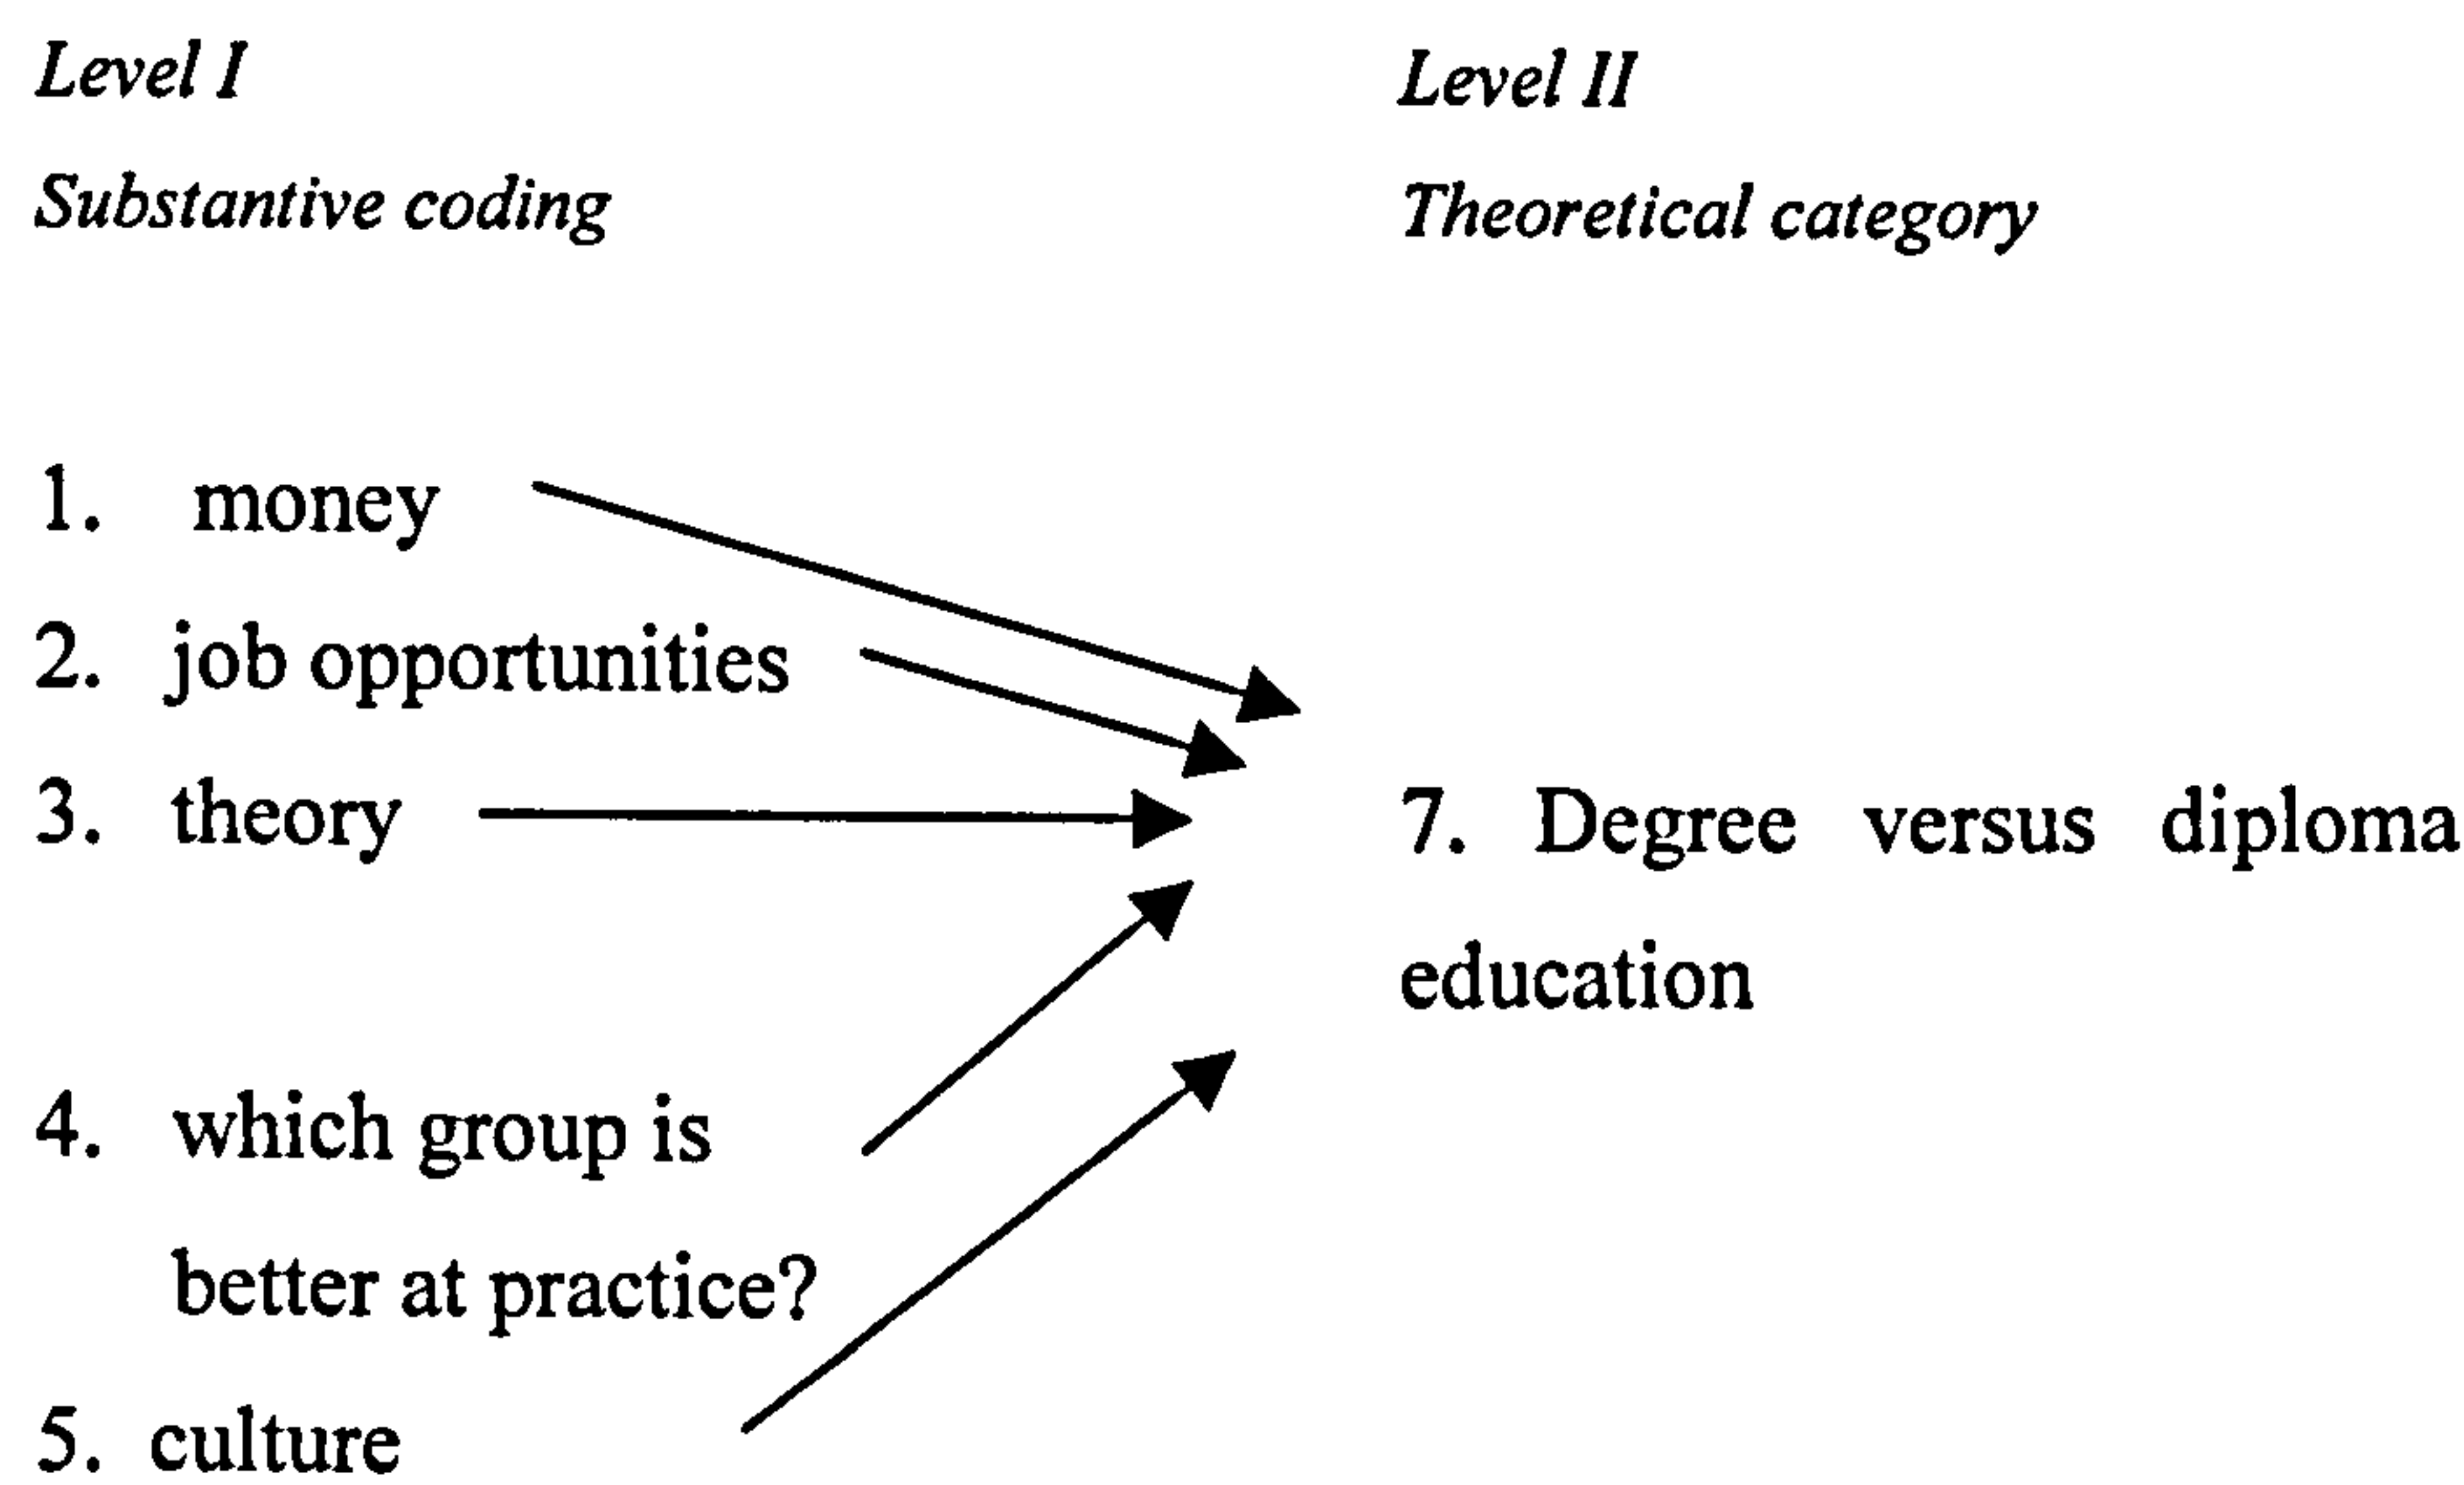 Level I
Substantive coding
Level II
Theoretical category
1. money
2. job opportunities
3. theory
4. which group is
better at practice?
5. culture
7. Degree versus diploma
education